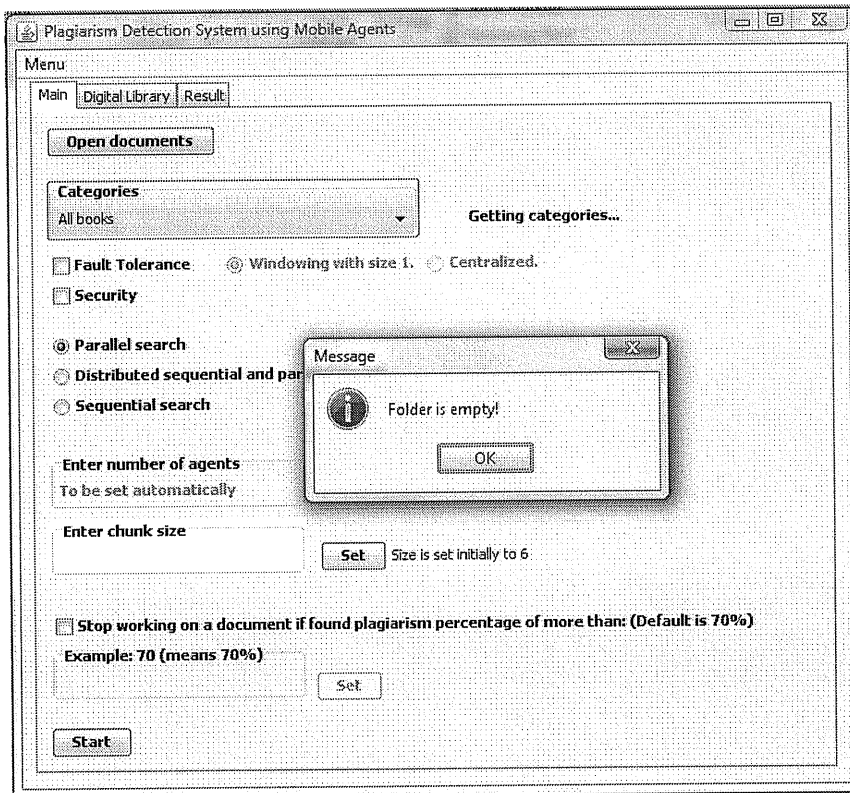 Plagiarism Detection System using Mobile Agents
Menu
Main Digital Library Result
Open documents
Categories
All books
Getting categories...
Fault Tolerance Windowing with size 1. Centralized.
Security
Parallel search
Distributed sequential and par
Sequential search
Message
Folder is empty!
OK
Enter number of agents
To be set automatically
Enter chunk size
Set Size is set initially to 6
Stop working on a document if found plagiarism percentage of more than: (Default is 70%)
Example: 70 (means 70%)
Set
Start